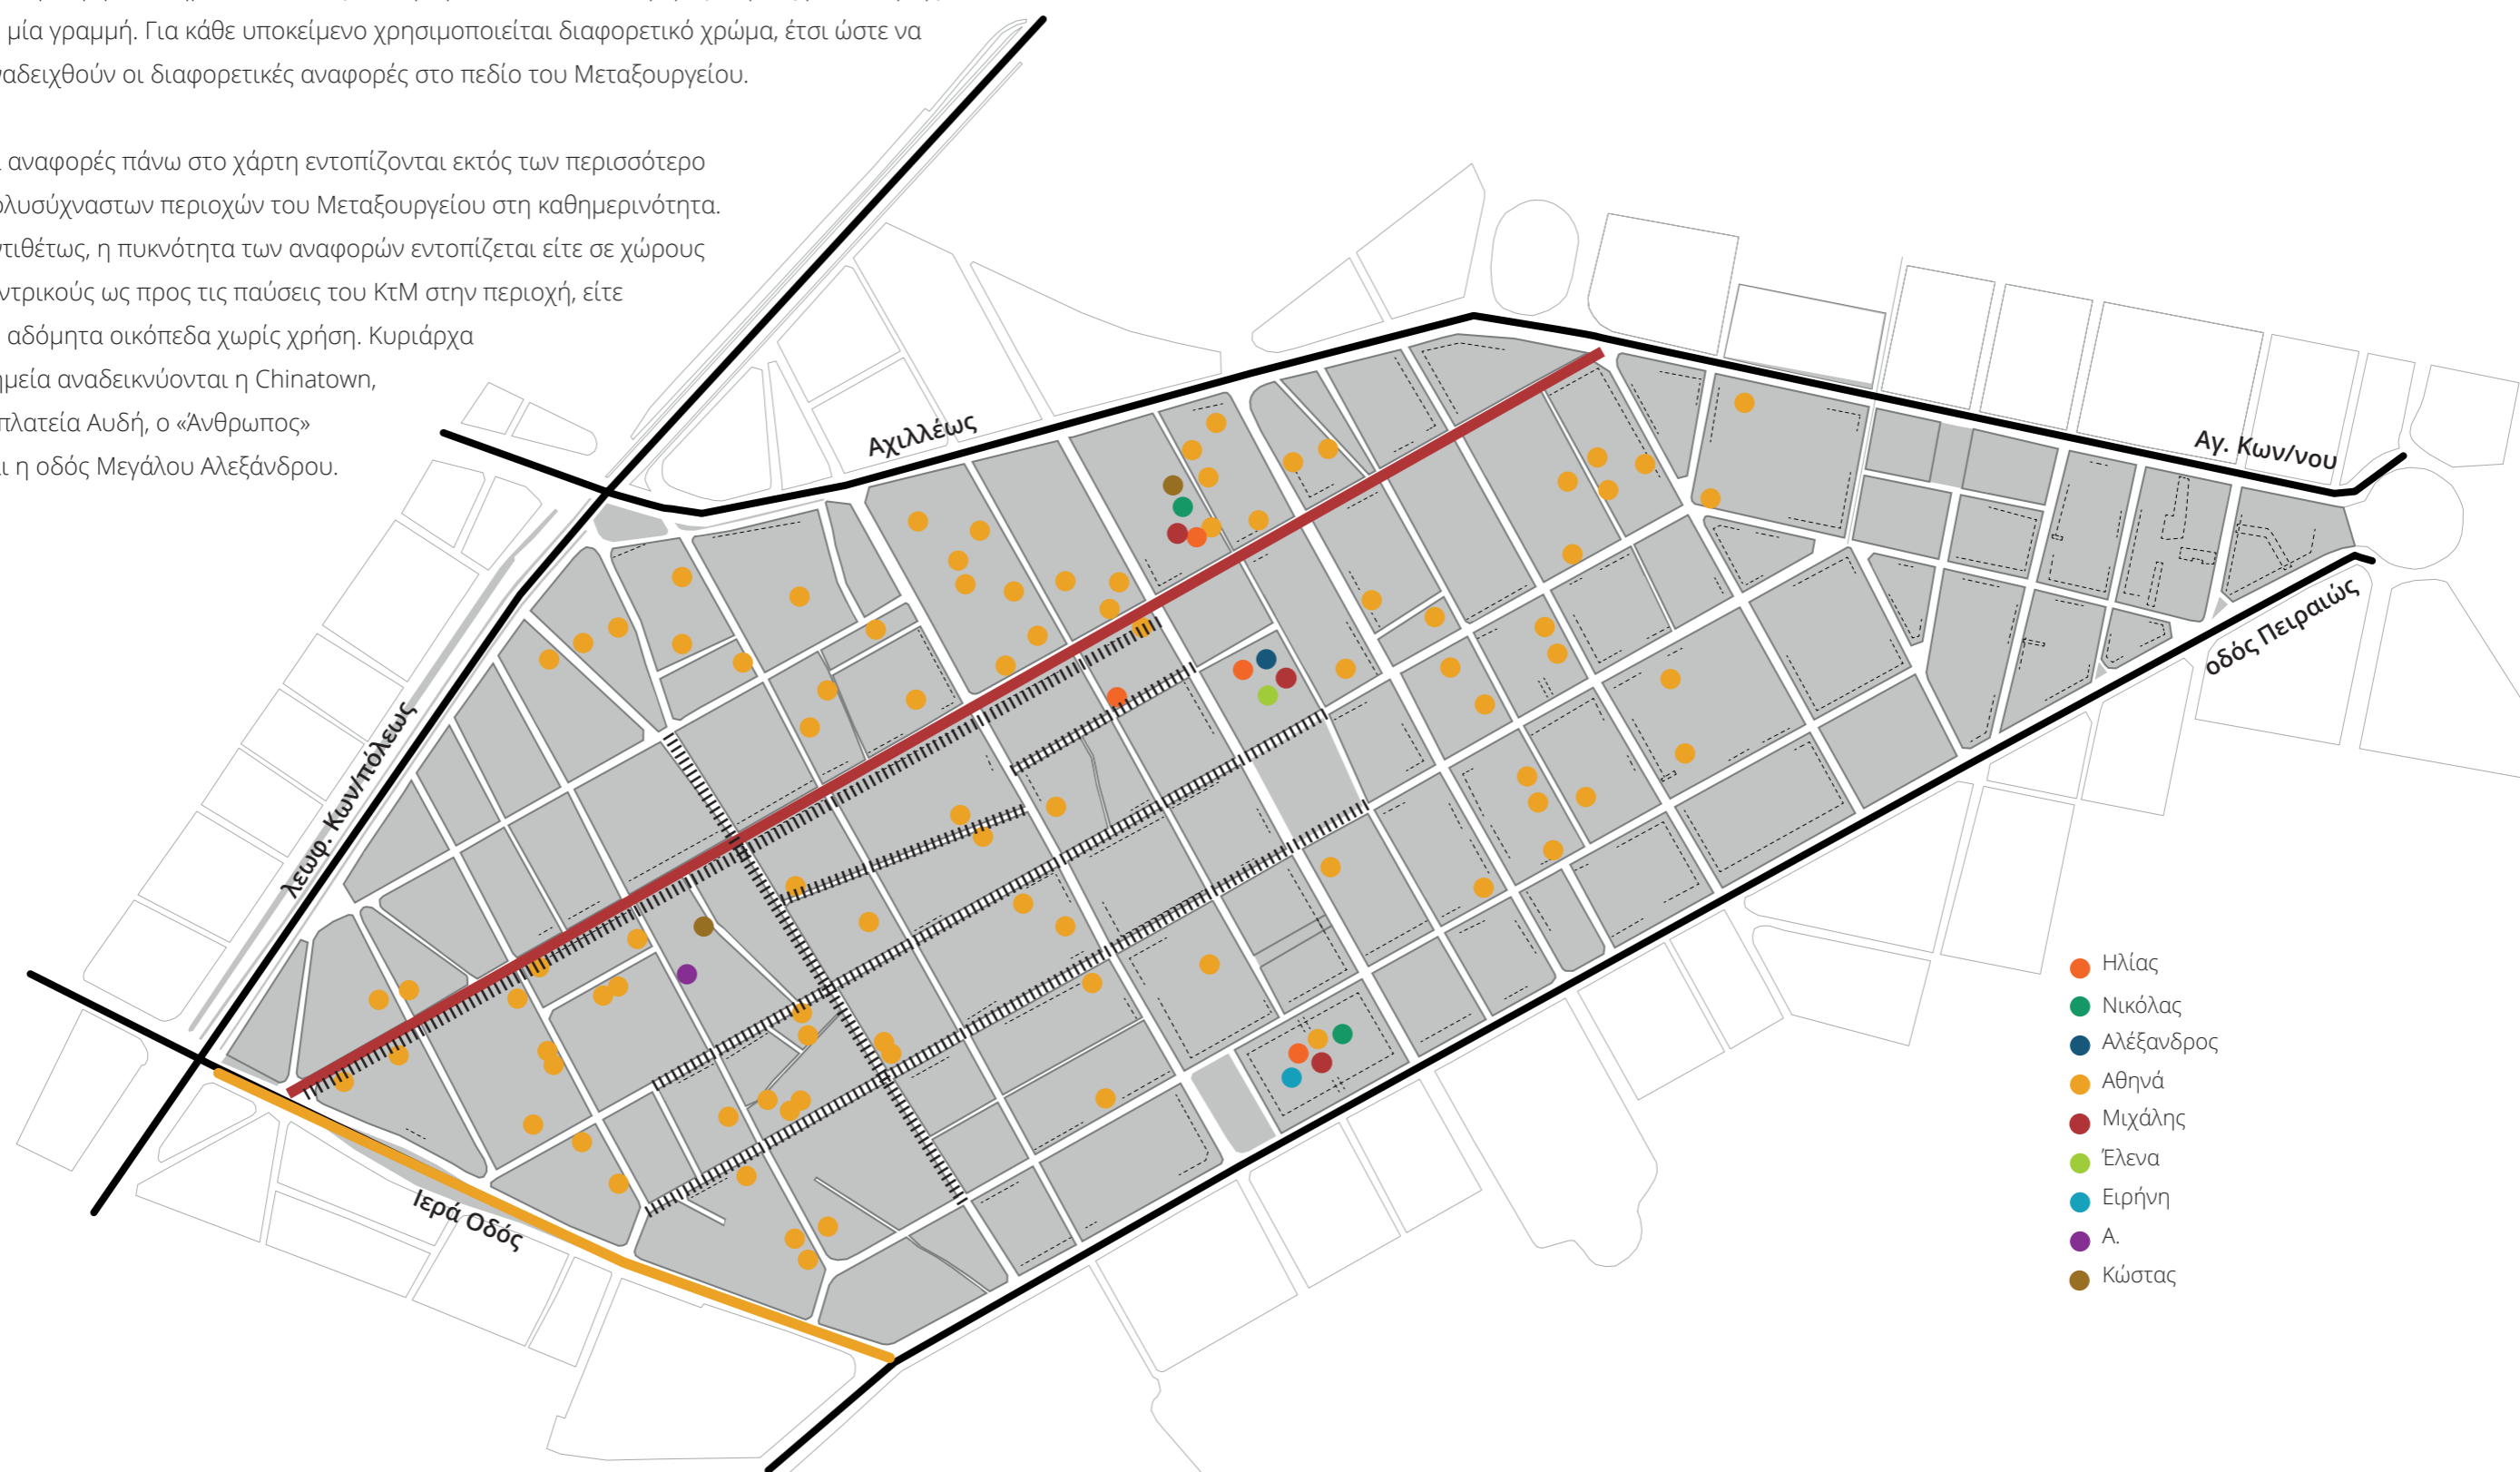 μία γραμμή. Για κάθε υποκείμενο χρησιμοποιείται διαφορετικό χρώμα, έτσι ώστε να
ναδειχθούν οι διαφορετικές αναφορές στο πεδίο του Μεταξουργείου.
αναφορές πάνω στο χάρτη εντοπίζονται εκτός των περισσότερο
ολυσύχναστων περιοχών του Μεταξουργείου στη καθημερινότητα.
ντιθέτως, η πυκνότητα των αναφορών εντοπίζεται είτε σε χώρους
ντρικούς ως προς τις παύσεις του ΚτΜ στην περιοχή, είτε
αδόμητα οικόπεδα χωρίς χρήση. Κυριάρχα
ημεία αναδεικνύονται η Chinatown,
πλατεία Αυδή, ο «Άνθρωπος»
ι η οδός Μεγάλου Αλεξάνδρου.
Αχιλλέως
Αγ. Κων/νου
οδός Πειραιώς
λεωφ. Κων/πόλεως
Ιερά Οδός
Ηλίας
Νικόλας
Αλέξανδρος
Αθηνά
Μιχάλης
Έλενα
Ειρήνη
Α.
Κώστας